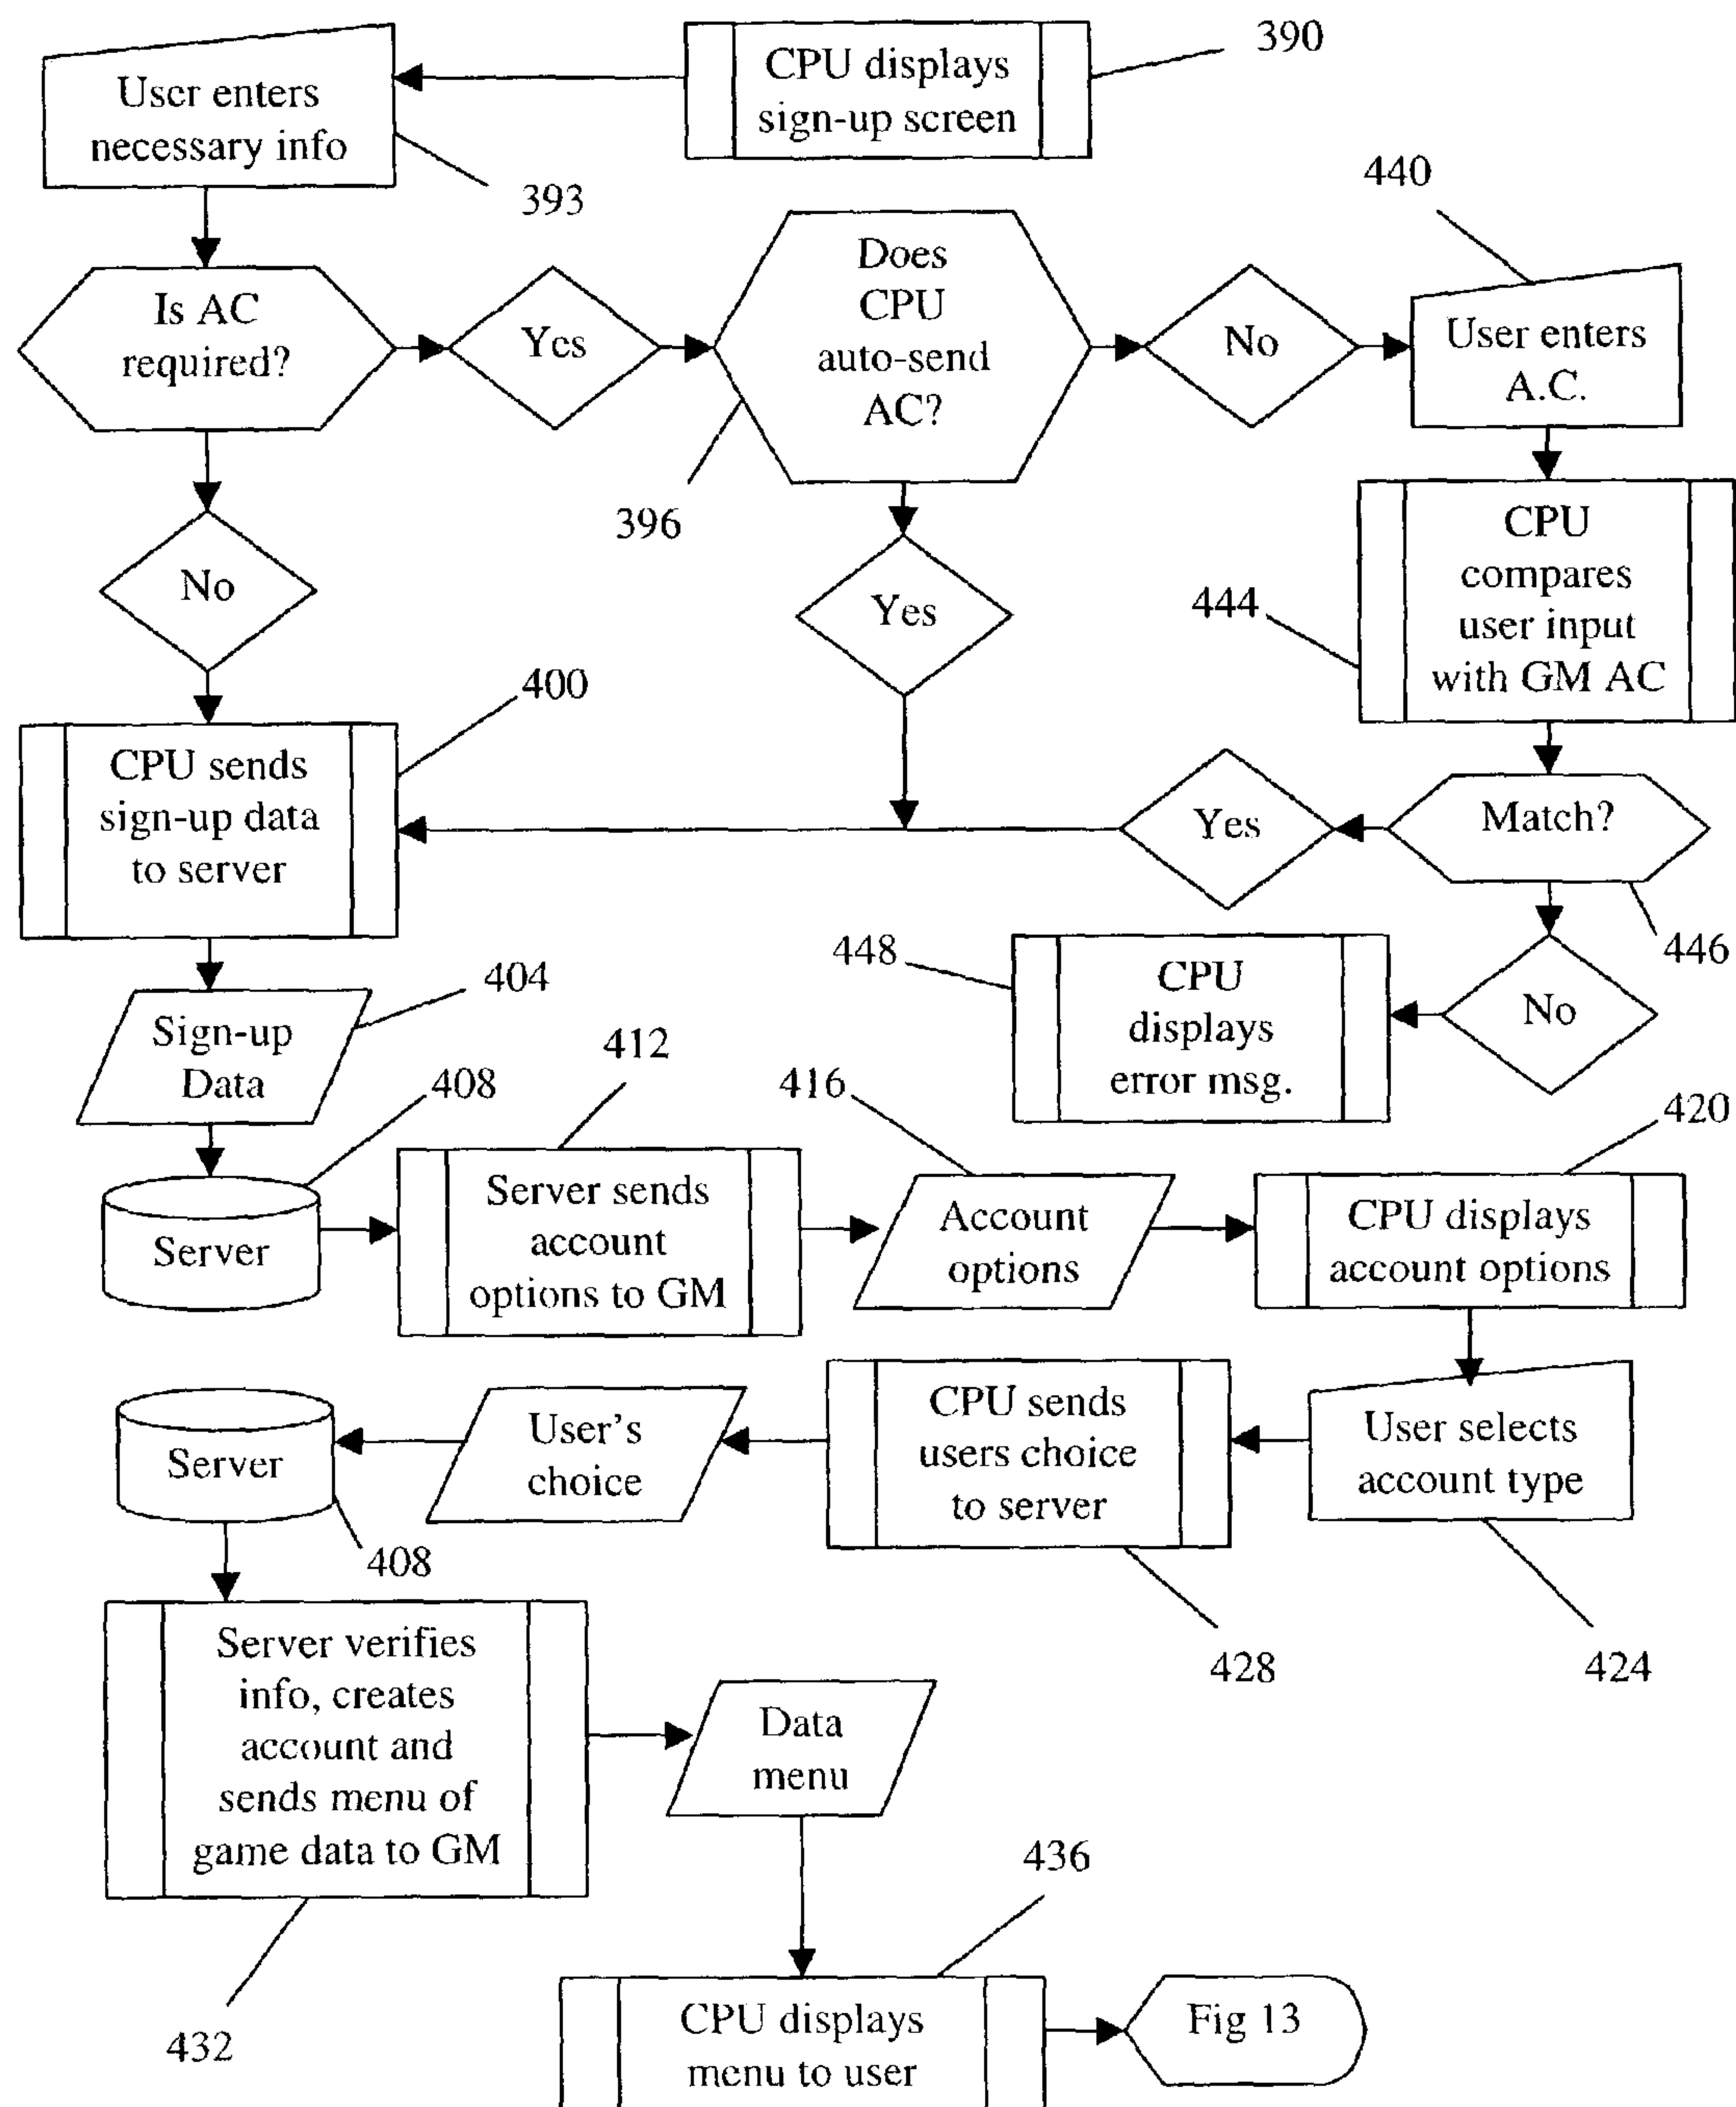 390
CPU displays
sign-up screen
User enters
necessary info
393
440
Is AC
required?
Yes
Does
CPU
auto-send
AC?
396
No
User enters
A.C.
No
Yes
444
CPU
compares
user input
with GM AC
400
CPU sends
sign-up data
to server
Yes
Match?
446
448
CPU
displays
error msg.
No
404
Sign-up
Data
408
Server
412
Server sends
account
options to GM
416
Account
options
420
CPU displays
account options
Server
408
User's
choice
CPU sends
users choice
to server
428
User selects
account type
424
Server verifies
info, creates
account and
sends menu of
game data to GM
432
Data
menu
436
CPU displays
menu to user
Fig 13